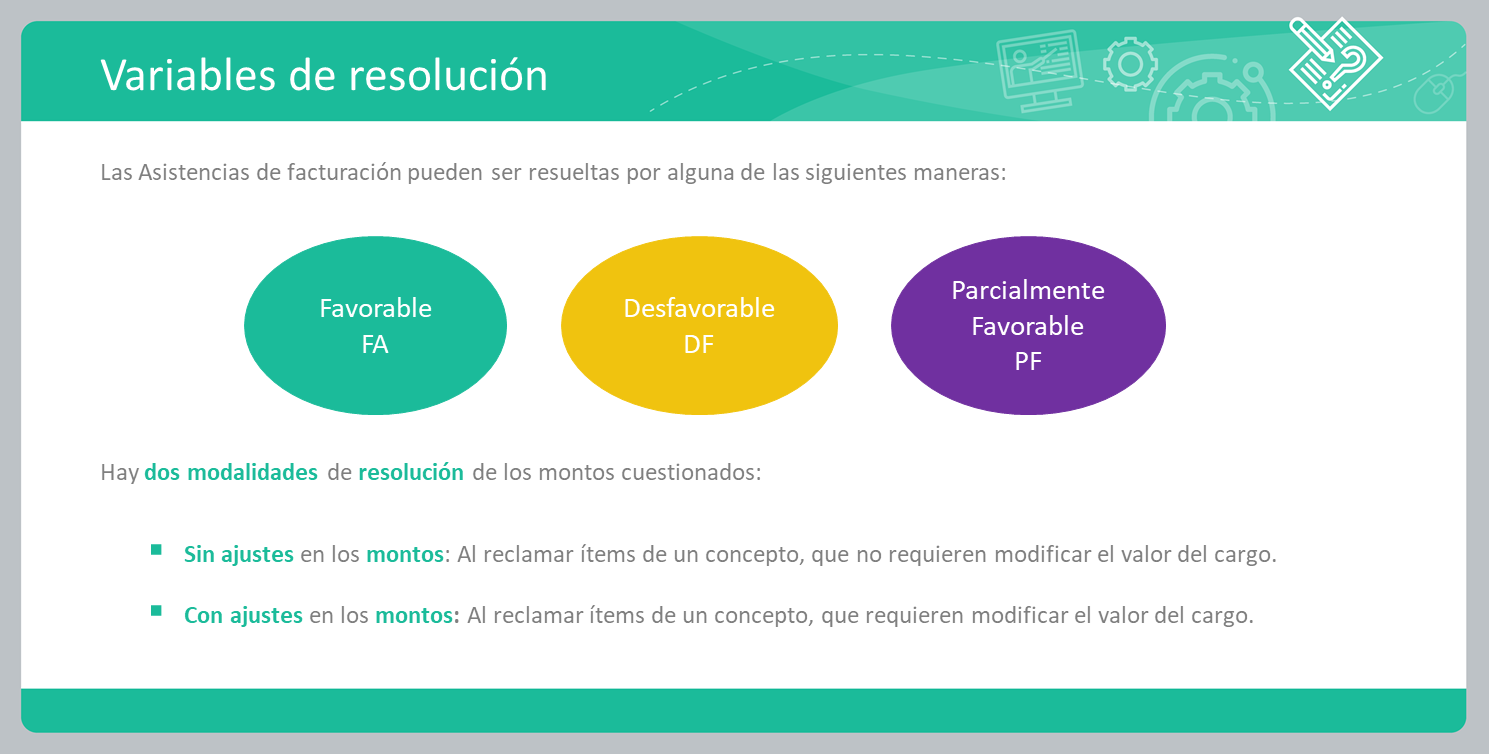 Variables de resolución
Las Asistencias de facturación pueden ser resueltas por alguna de las siguientes maneras:
Favorable
FA
Desfavorable
DF
Parcialmente
Favorable
PF
Hay dos modalidades de resolución de los montos cuestionados:
Sin ajustes en los montos: Al reclamar ítems de un concepto, que no requieren modificar el valor del cargo.
Con ajustes en los montos: Al reclamar ítems de un concepto, que requieren modificar el valor del cargo.